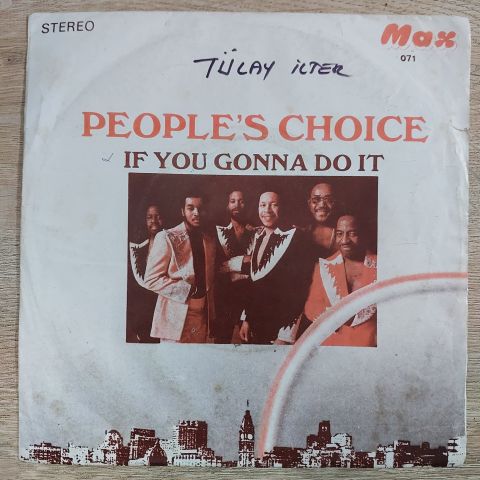 STEREO
Max
071
TÜLAY İLTER
PEOPLE'S CHOICE
IF YOU GONNA DO IT